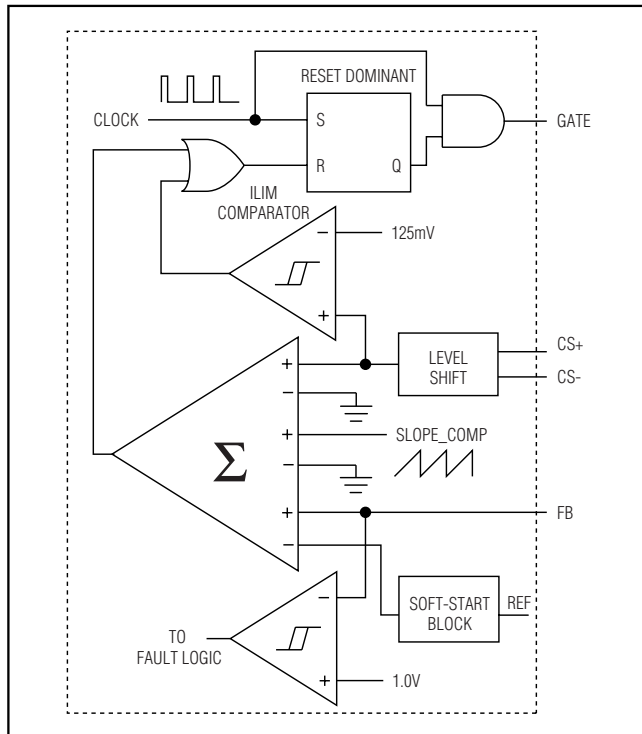 RESET DOMINANT
CLOCK
S
GATE
R
Q
ILIM
COMPARATOR
−
125mV
+
CS+
LEVEL
SHIFT
CS-
+
−
+
SLOPE_COMP
−
Σ
+
FB
−
SOFT-START
BLOCK
REF
−
TO
FAULT LOGIC
+
1.0V